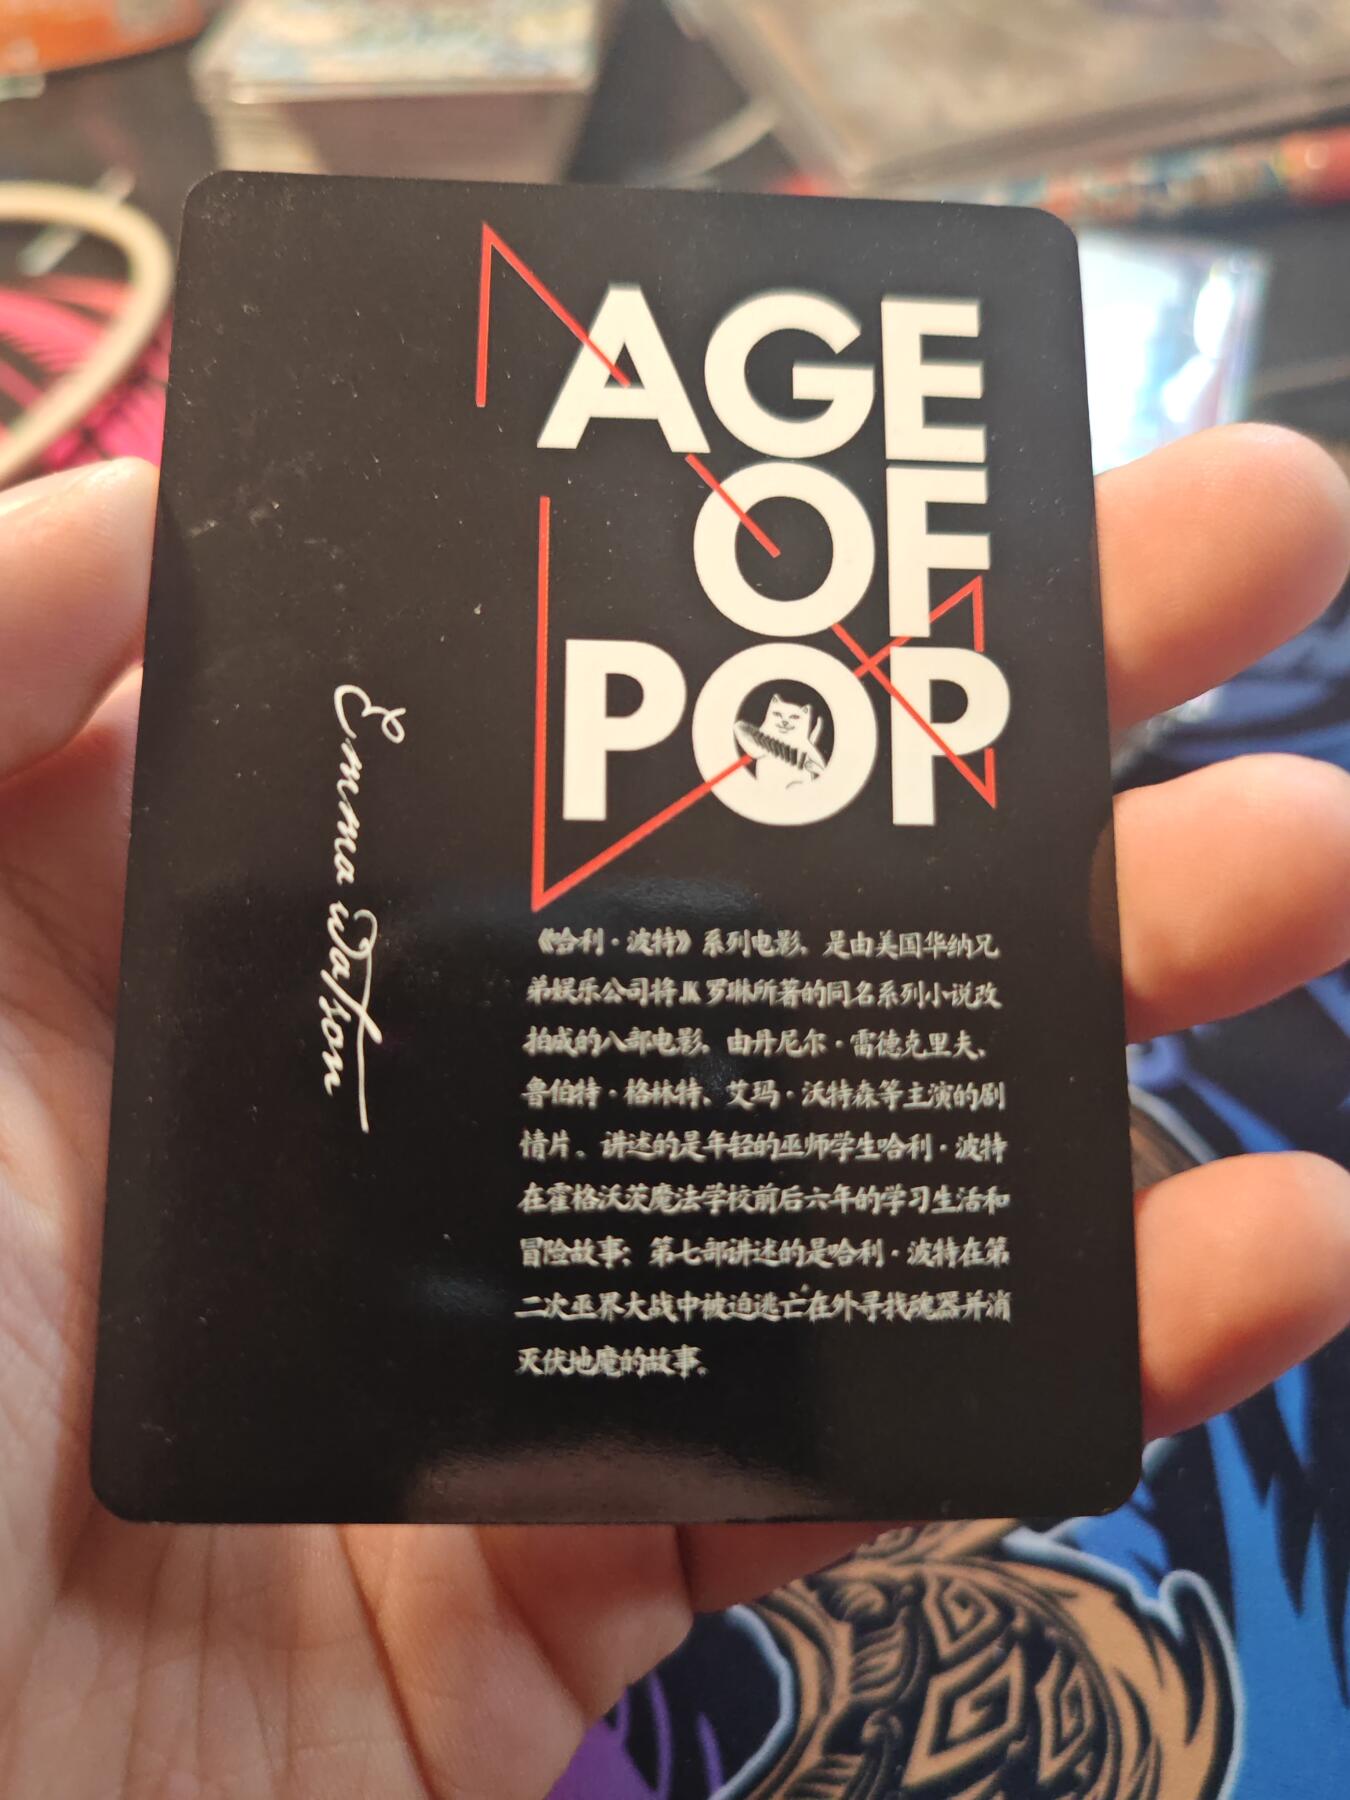 AGE
OF
POP
Emma Watson
《哈利·波特》系列电影，是由美国华纳兄
弟娱乐公司将JK罗琳所著的同名系列小说改
拍成的八部电影，由丹尼尔·雷德克里夫、
鲁伯特·格林特、艾玛·沃特森等主演的剧
情片。讲述的是年轻的巫师学生哈利·波特
在霍格沃茨魔法学校前后六年的学习生活和
冒险故事；第七部讲述的是哈利·波特在第
二次巫界大战中被迫逃亡在外寻找魂器并消
灭伏地魔的故事。